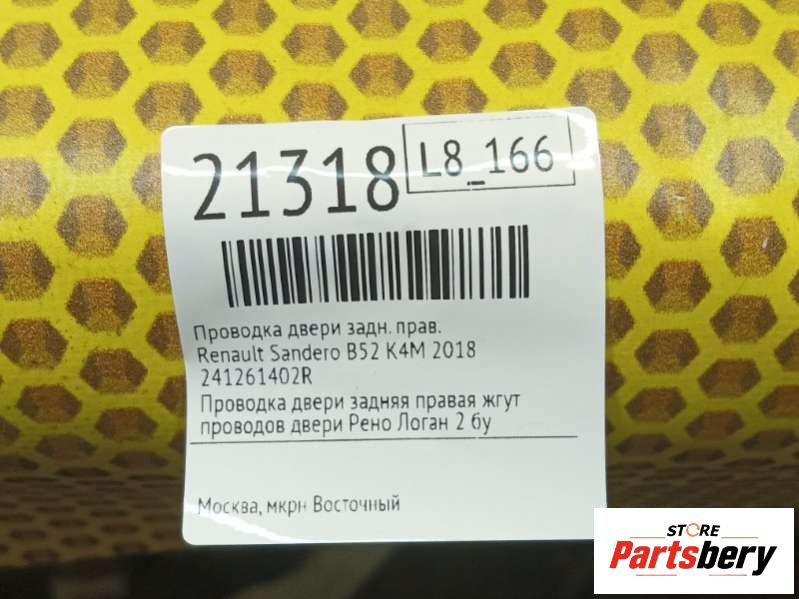 21318
L8_166
Проводка двери задн. прав.
Renault Sandero B52 K4M 2018
241261402R
Проводка двери задняя правая жгут
проводов двери Рено Логан 2 бу
Москва, мкрн Восточный
STORE
Partsbery